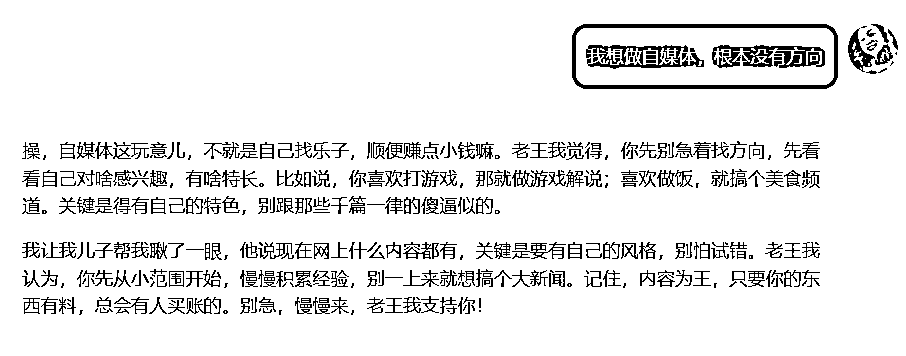 我想做自媒体，根本没有方向
操，自媒体这玩意儿，不就是自己找乐子，顺便赚点小钱嘛。老王我觉得，你先别急着找方向，先看
看自己对啥感兴趣，有啥特长。比如说，你喜欢打游戏，那就做游戏解说；喜欢做饭，就搞个美食频
道。关键是得有自己的特色，别跟那些千篇一律的傻逼似的。
我让我儿子帮我瞅了一眼，他说现在网上什么内容都有，关键是要有自己的风格，别怕试错。老王我
认为，你先从小范围开始，慢慢积累经验，别一上来就想搞个大新闻。记住，内容为王，只要你的东
西有料，总会有人买账的。别急，慢慢来，老王我支持你！